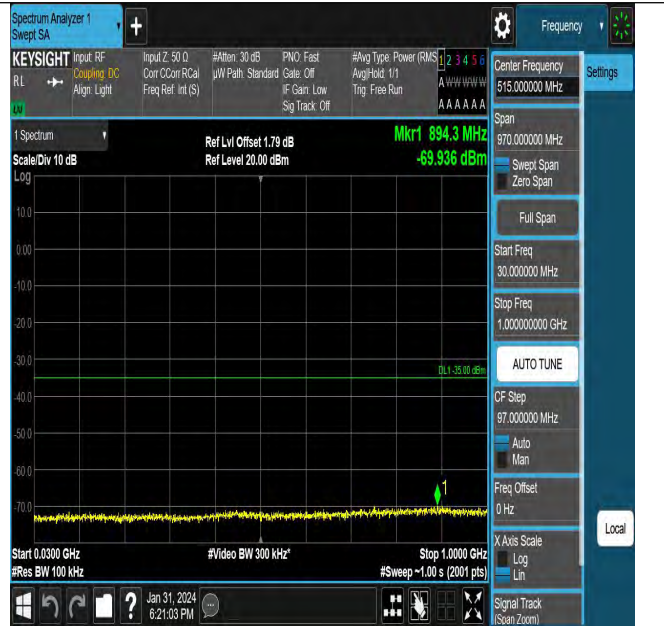 Spectrum Analyzer 1
Swept SA
+
Frequency
KEYSIGHT
RL
Input: RF
Coupling: DC
Align: Light
Input Z: 50 Ω
Corr CCorr RCal
Freq Ref: Int (S)
#Atten: 30 dB
µW Path: Standard
PNO: Fast
Gate: Off
IF Gain: Low
Sig Track: Off
#Avg Type: Power (RMS
Avg|Hold: 1/1
Trig: Free Run
1 2 3 4 5 6
A W W W W W
A A A A A A
1 Spectrum
Scale/Div 10 dB
Log
Ref Lvl Offset 1.79 dB
Ref Level 20.00 dBm
Mkr1 894.3 MHz
-69.936 dBm
10.0
0.00
-10.0
-20.0
-30.0
DL1 -35.00 dBm
-40.0
-50.0
-60.0
-70.0
1
Start 0.0300 GHz
#Res BW 100 kHz
#Video BW 300 kHz*
Stop 1.0000 GHz
#Sweep ~1.00 s (2001 pts)
Center Frequency
515.000000 MHz
Settings
Span
970.000000 MHz
Swept Span
Zero Span
Full Span
Start Freq
30.000000 MHz
Stop Freq
1.000000000 GHz
AUTO TUNE
CF Step
97.000000 MHz
Auto
Man
Freq Offset
0 Hz
X Axis Scale
Log
Lin
Local
Signal Track
(Span Zoom)
?
Jan 31, 2024
6:21:03 PM